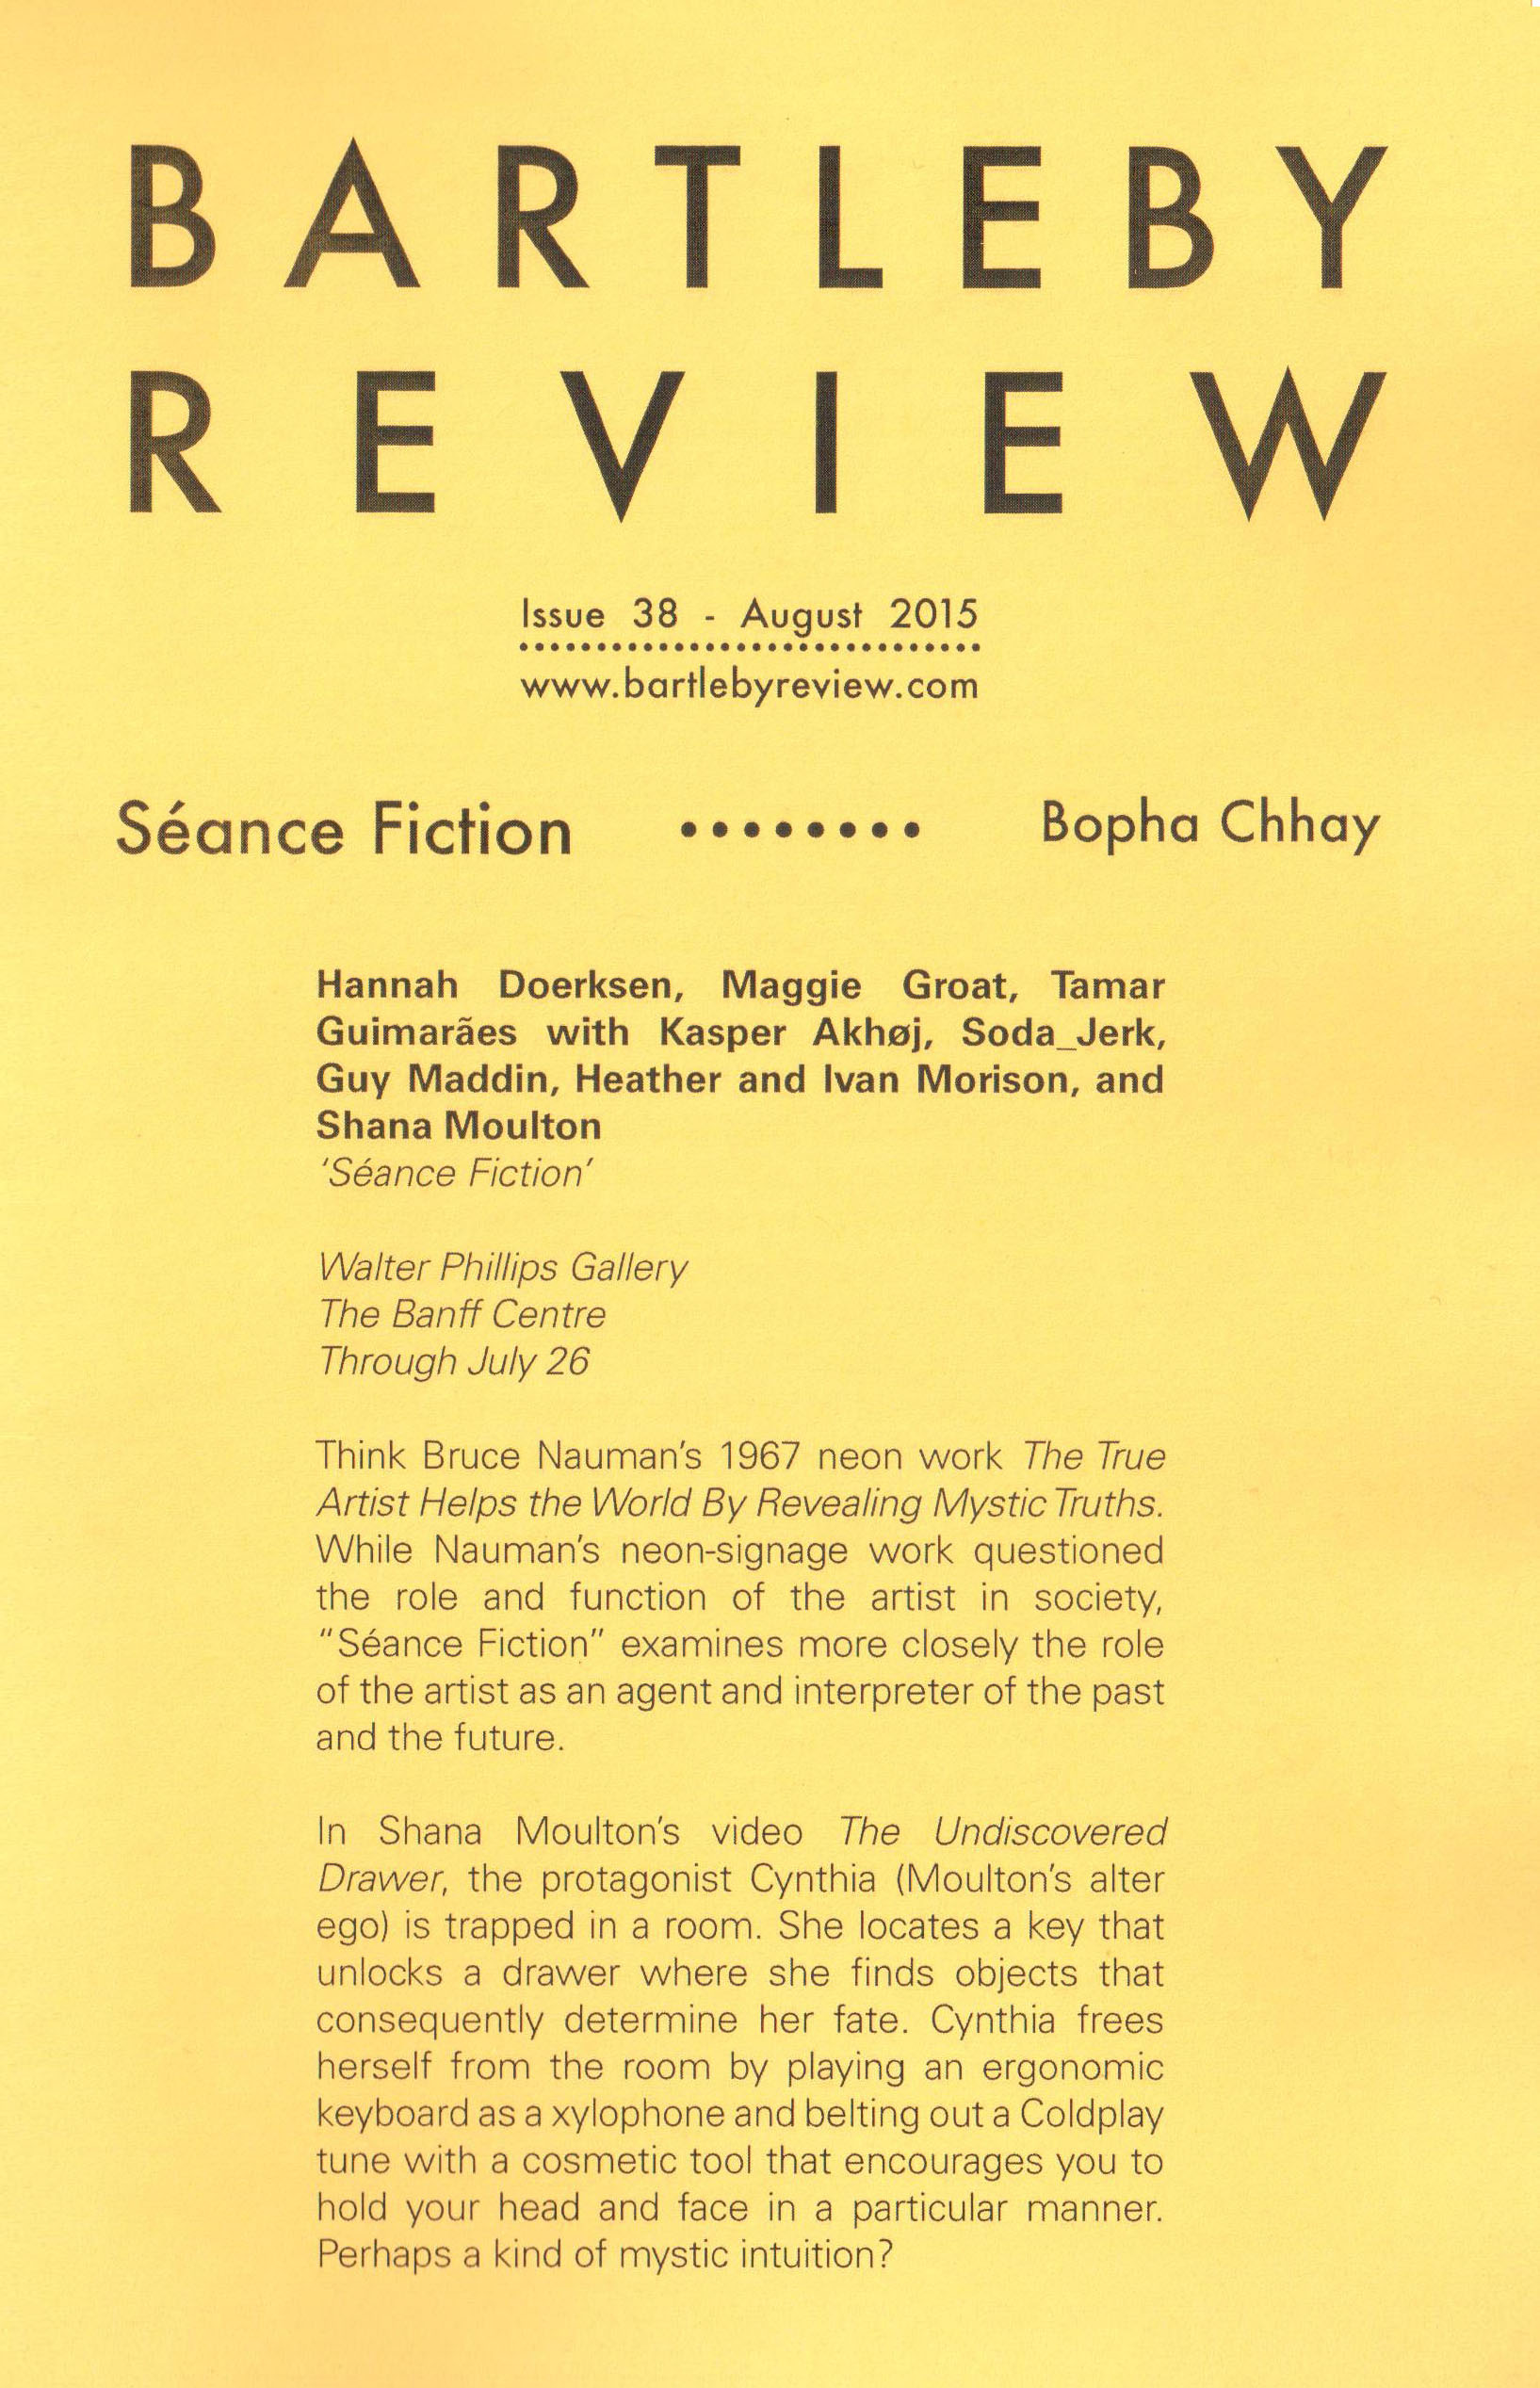 BARTLEBY
REVIEW
Issue 38 - August 2015
www.bartlebyreview.com
Séance Fiction ........ Bopha Chhay
Hannah Doerksen, Maggie Groat, Tamar
Guimarães with Kasper Akhøj, Soda_Jerk,
Guy Maddin, Heather and Ivan Morison, and
Shana Moulton
‘Séance Fiction’
Walter Phillips Gallery
The Banff Centre
Through July 26
Think Bruce Nauman’s 1967 neon work The True
Artist Helps the World By Revealing Mystic Truths.
While Nauman’s neon-signage work questioned
the role and function of the artist in society,
“Séance Fiction” examines more closely the role
of the artist as an agent and interpreter of the past
and the future.
In Shana Moulton’s video The Undiscovered
Drawer, the protagonist Cynthia (Moulton’s alter
ego) is trapped in a room. She locates a key that
unlocks a drawer where she finds objects that
consequently determine her fate. Cynthia frees
herself from the room by playing an ergonomic
keyboard as a xylophone and belting out a Coldplay
tune with a cosmetic tool that encourages you to
hold your head and face in a particular manner.
Perhaps a kind of mystic intuition?